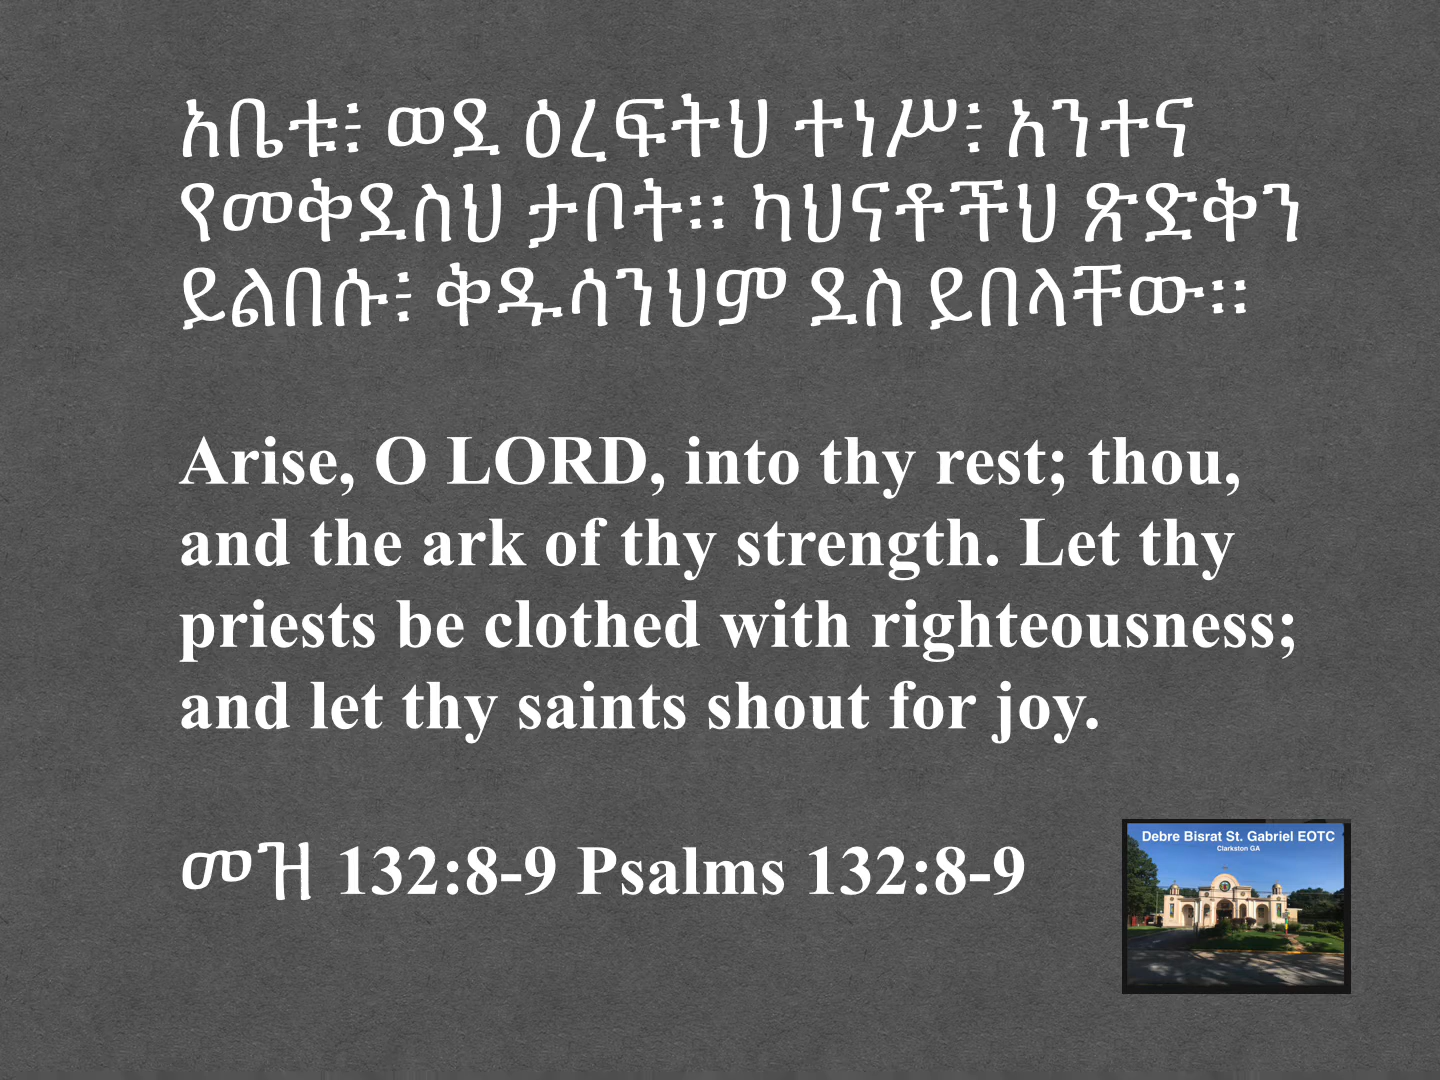 አቤቱ፥ ወደ ዕረፍትህ ተነሥ፥ አንተና
የመቅደስህ ታቦት። ካህናቶችህ ጽድቅን
ይልበሱ፥ ቅዱሳንህም ደስ ይበላቸው።
Arise, O LORD, into thy rest; thou,
and the ark of thy strength. Let thy
priests be clothed with righteousness;
and let thy saints shout for joy.
መዝ 132:8-9 Psalms 132:8-9
Debre Bisrat St. Gabriel EOTC
Clarkston GA